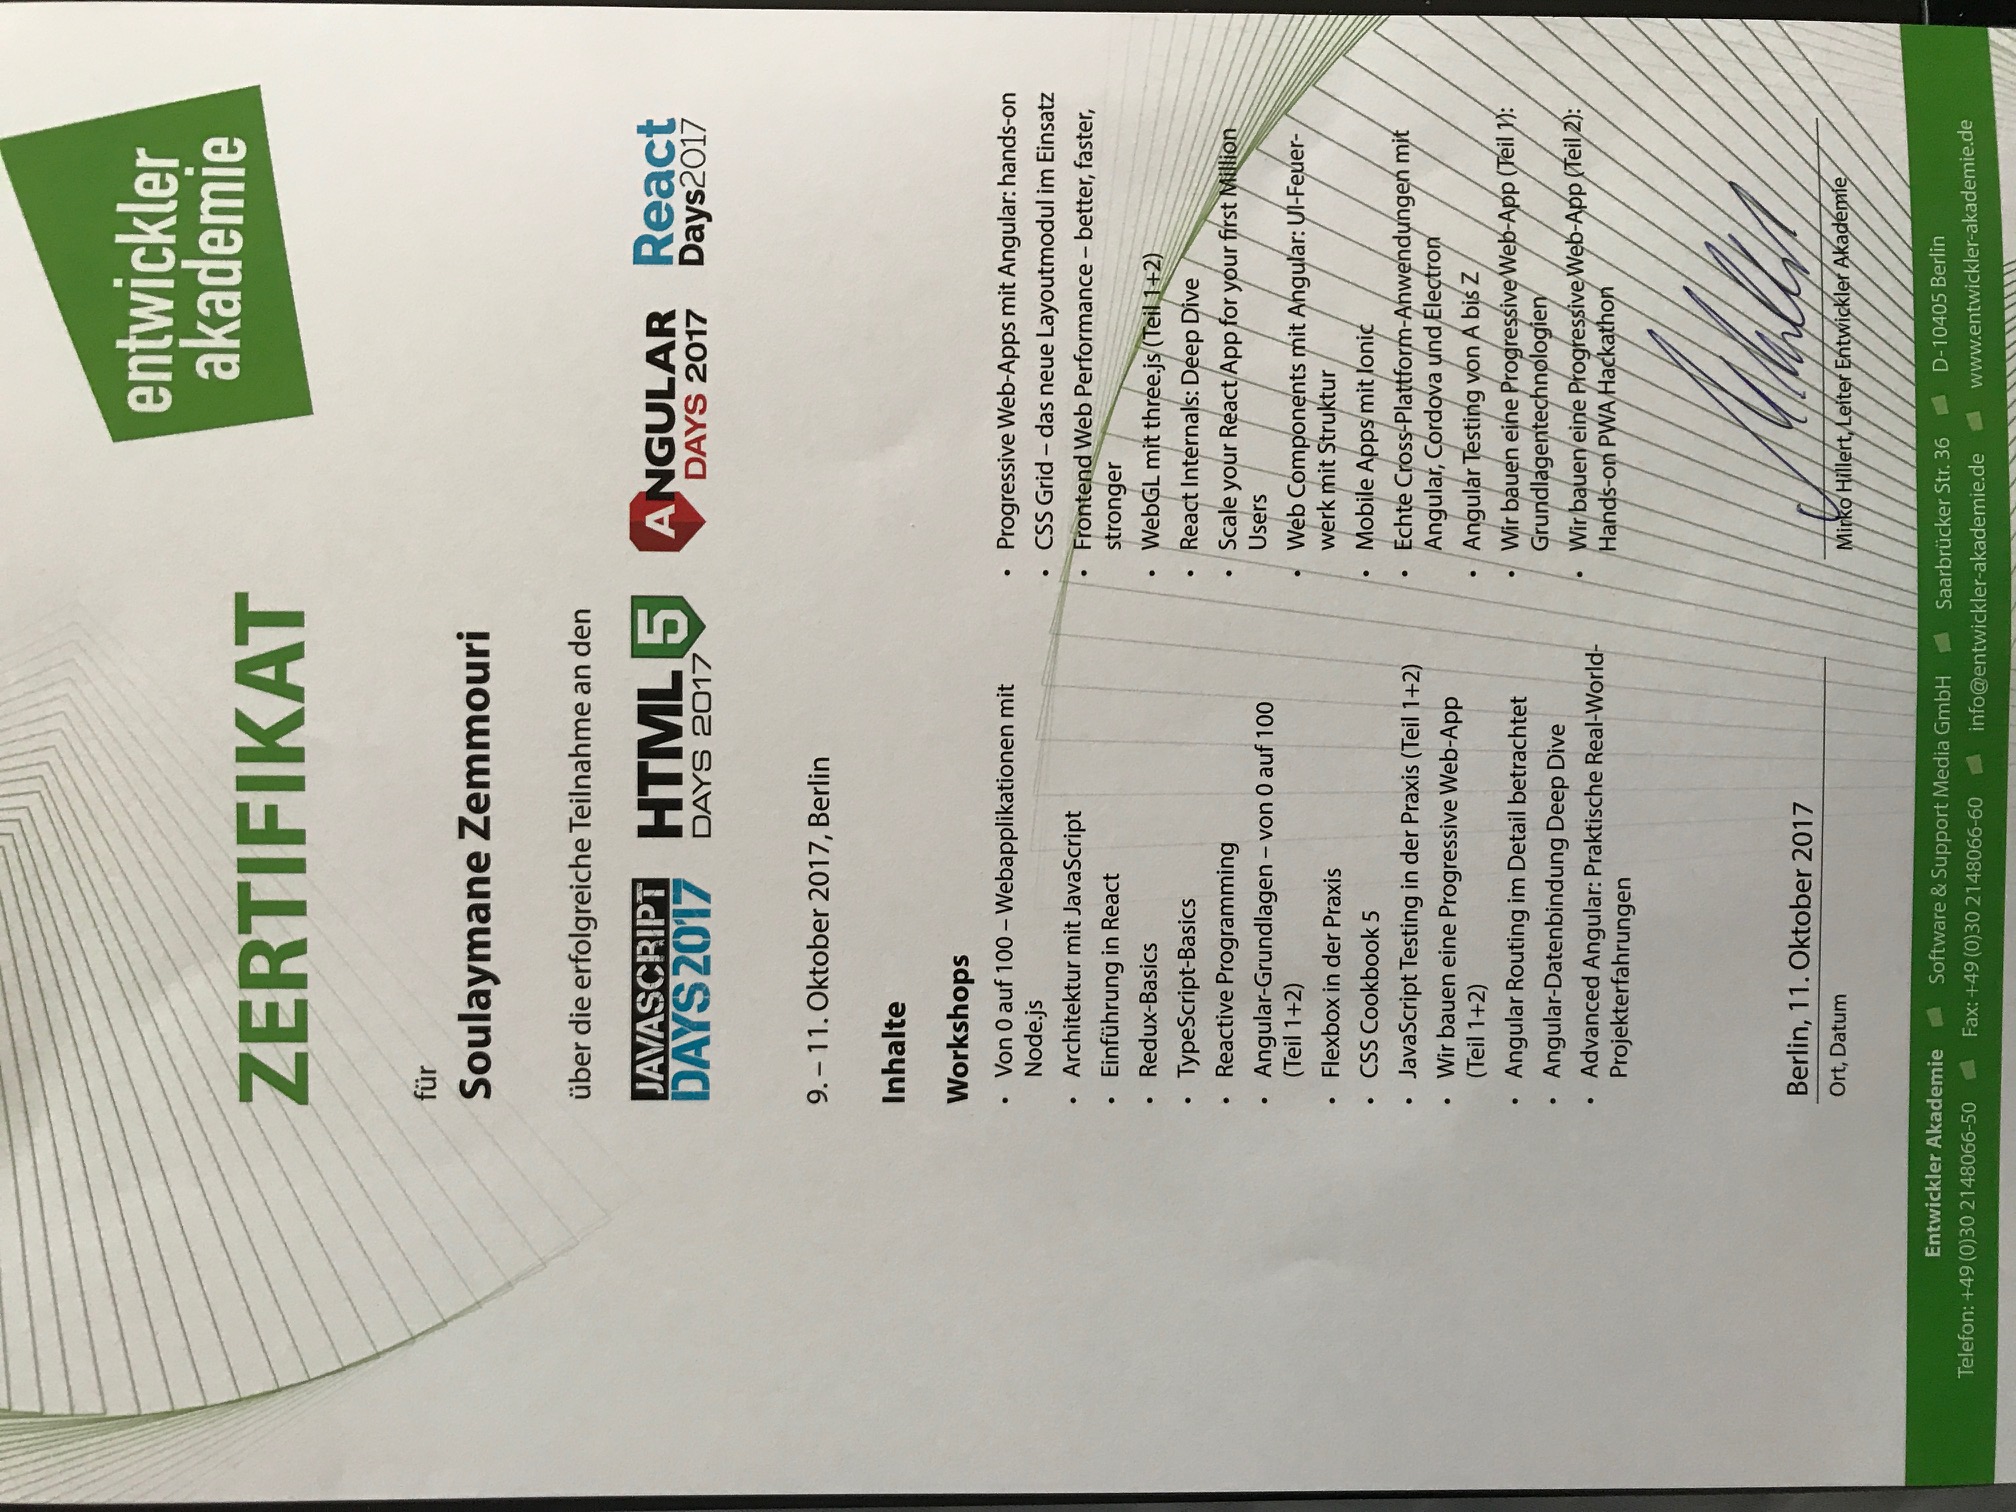 entwickler
akademie
ZERTIFIKAT
für
Soulaymane Zemmouri
über die erfolgreiche Teilnahme an den
JAVASCRIPT
DAYS 2017
HTML 5
DAYS 2017
ANGULAR
DAYS 2017
React
Days2017
9. – 11. Oktober 2017, Berlin
Inhalte
Workshops
• Von 0 auf 100 – Webapplikationen mit
Node.js
• Architektur mit JavaScript
• Einführung in React
• Redux-Basics
• TypeScript-Basics
• Reactive Programming
• Angular-Grundlagen – von 0 auf 100
(Teil 1+2)
• Flexbox in der Praxis
• CSS Cookbook 5
• JavaScript Testing in der Praxis (Teil 1+2)
• Wir bauen eine Progressive Web-App
(Teil 1+2)
• Angular Routing im Detail betrachtet
• Angular-Datenbindung Deep Dive
• Advanced Angular: Praktische Real-World-
Projekterfahrungen
• Progressive Web-Apps mit Angular: hands-on
• CSS Grid – das neue Layoutmodul im Einsatz
• Frontend Web Performance – better, faster,
stronger
• WebGL mit three.js (Teil 1+2)
• React Internals: Deep Dive
• Scale your React App for your first Million
Users
• Web Components mit Angular: UI-Feuer-
werk mit Struktur
• Mobile Apps mit Ionic
• Echte Cross-Plattform-Anwendungen mit
Angular, Cordova und Electron
• Angular Testing von A bis Z
• Wir bauen eine Progressive Web-App (Teil 1):
Grundlagentechnologien
• Wir bauen eine Progressive Web-App (Teil 2):
Hands-on PWA Hackathon
Berlin, 11. Oktober 2017
Ort, Datum
Mirko Hillert, Leiter Entwickler Akademie
Entwickler Akademie Software & Support Media GmbH Saarbrücker Str. 36 D-10405 Berlin
Telefon: +49 (0)30 2148066-50 Fax: +49 (0)30 2148066-60 info@entwickler-akademie.de www.entwickler-akademie.de